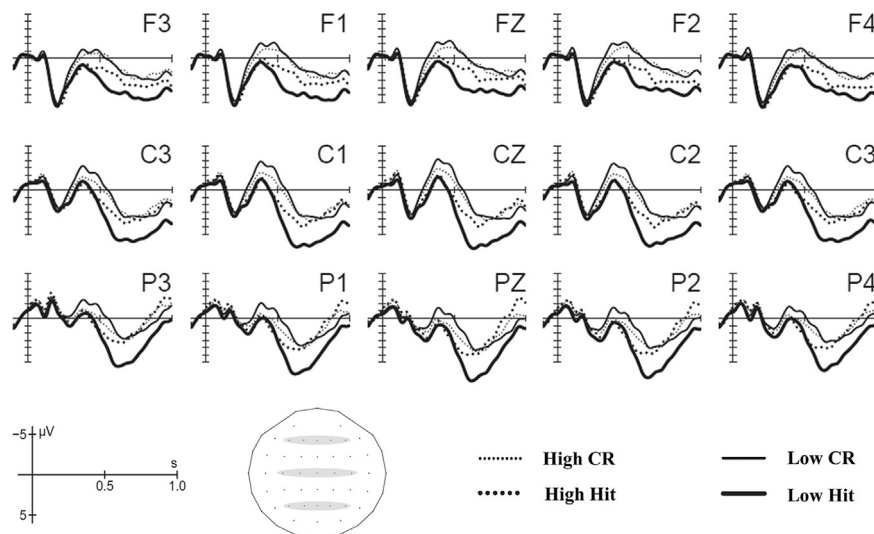 F3 F1 FZ F2 F4
C3 C1 CZ C2 C3
P3 P1 PZ P2 P4
−5 µV
s
0.5 1.0
5
High CR Low CR
High Hit Low Hit